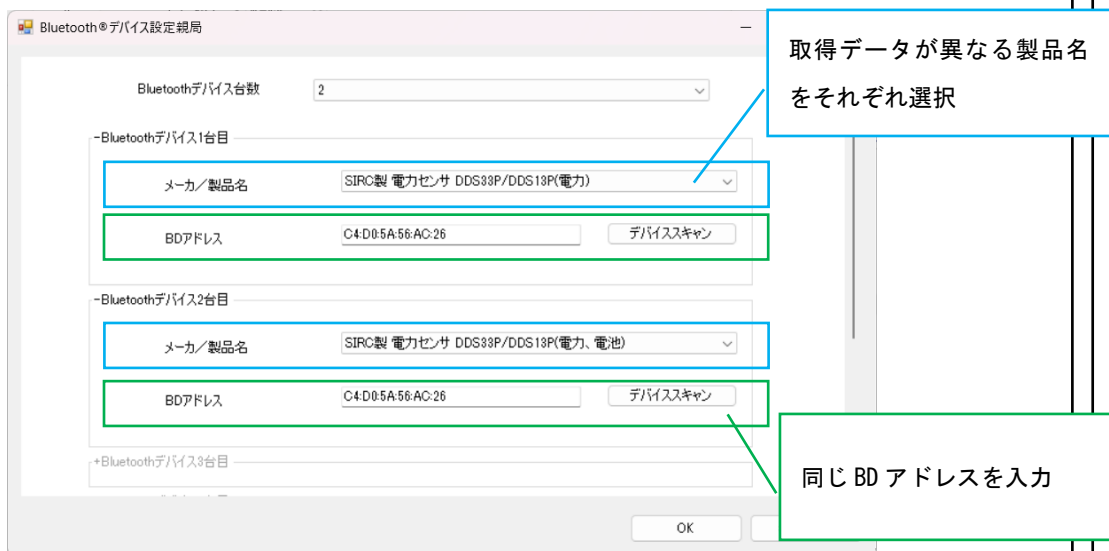 Bluetooth®デバイス設定親局
取得データが異なる製品名
をそれぞれ選択
Bluetoothデバイス台数 2
-Bluetoothデバイス1台目
メーカ／製品名 SIRC製 電力センサ DDS33P/DDS13P(電力)
BDアドレス C4:D0:5A:56:AC:26 デバイススキャン
-Bluetoothデバイス2台目
メーカ／製品名 SIRC製 電力センサ DDS33P/DDS13P(電力、電池)
BDアドレス C4:D0:5A:56:AC:26 デバイススキャン
+Bluetoothデバイス3台目
同じ BD アドレスを入力
OK